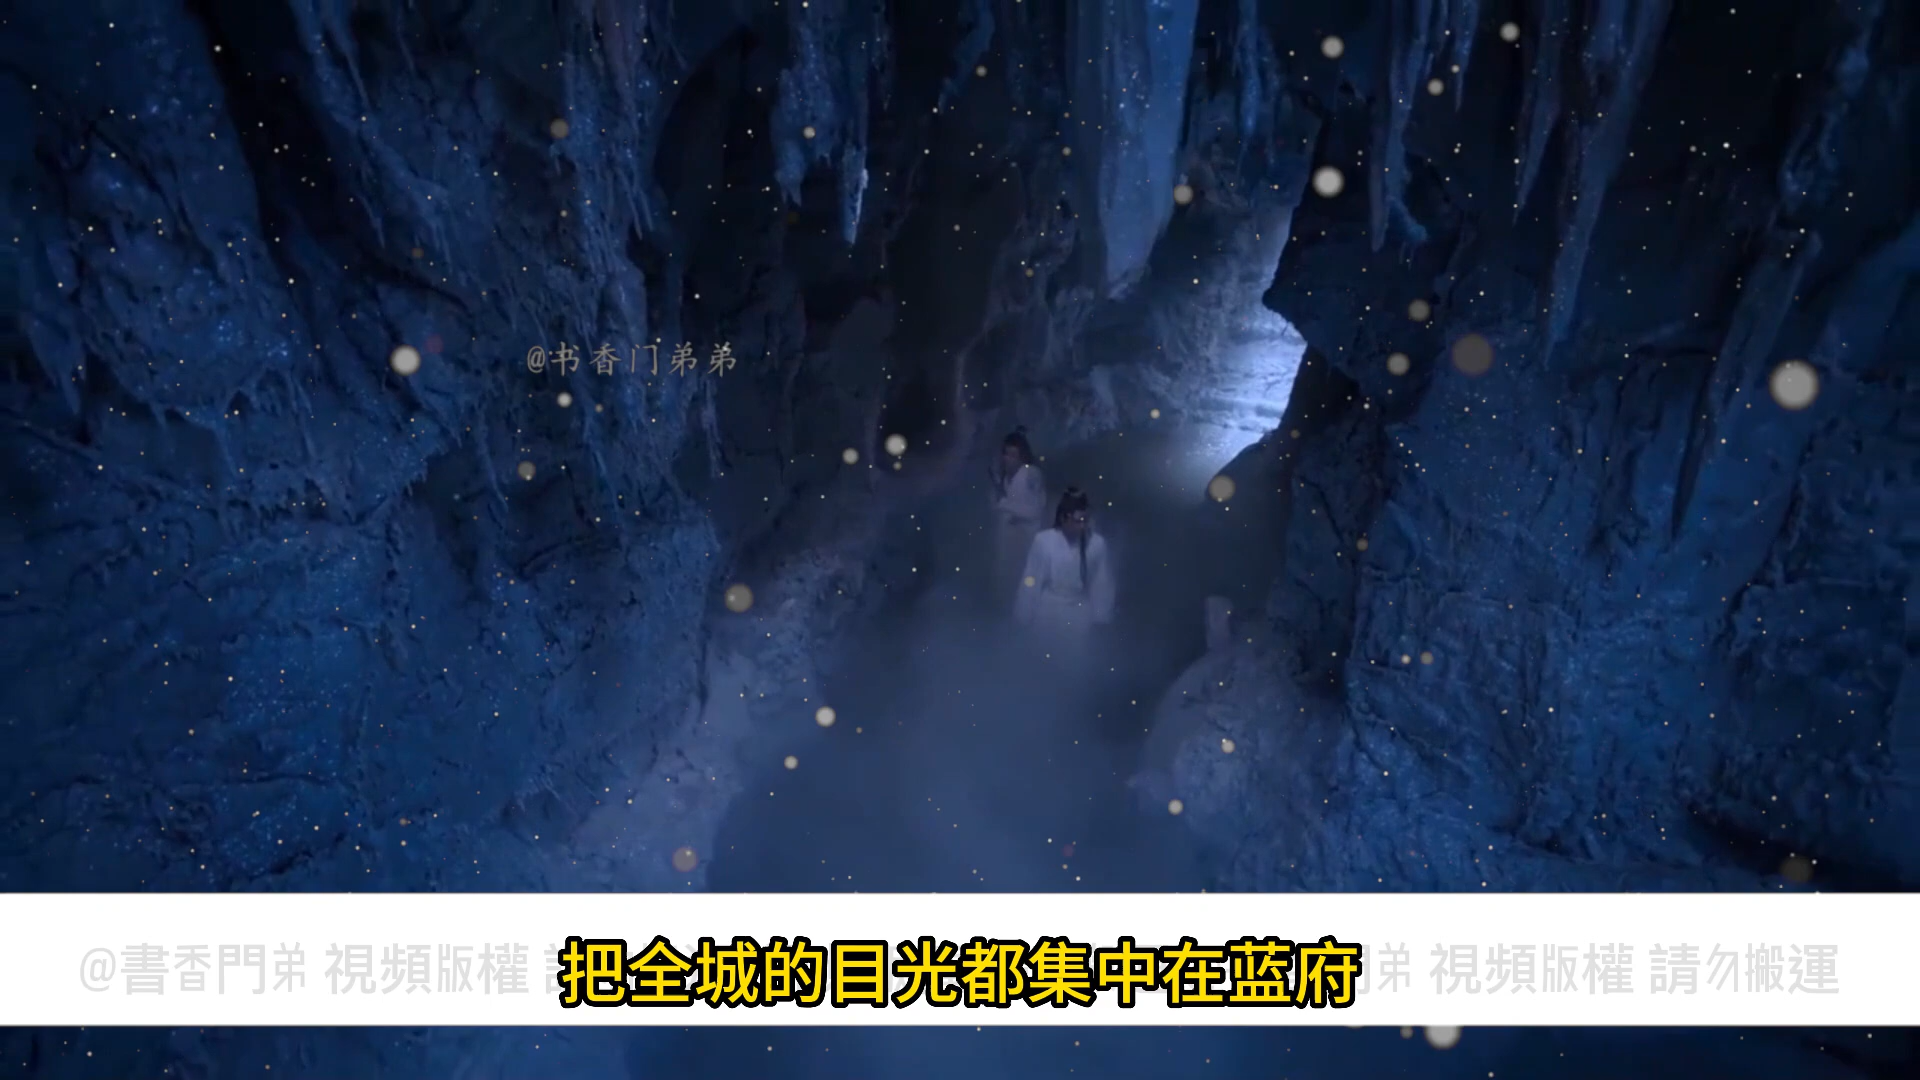 @书香门弟弟
@書香門弟 視頻版權
把全城的目光都集中在蓝府
弟 視頻版權 請勿搬運